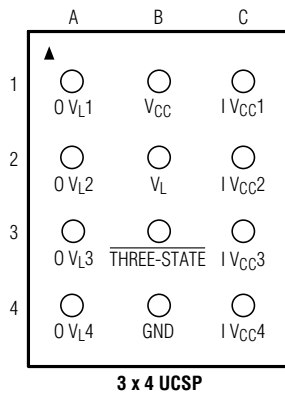 A B C
1
O VL1 VCC I VCC1
2
O VL2 VL I VCC2
3
O VL3 THREE-STATE I VCC3
4
O VL4 GND I VCC4
3 x 4 UCSP